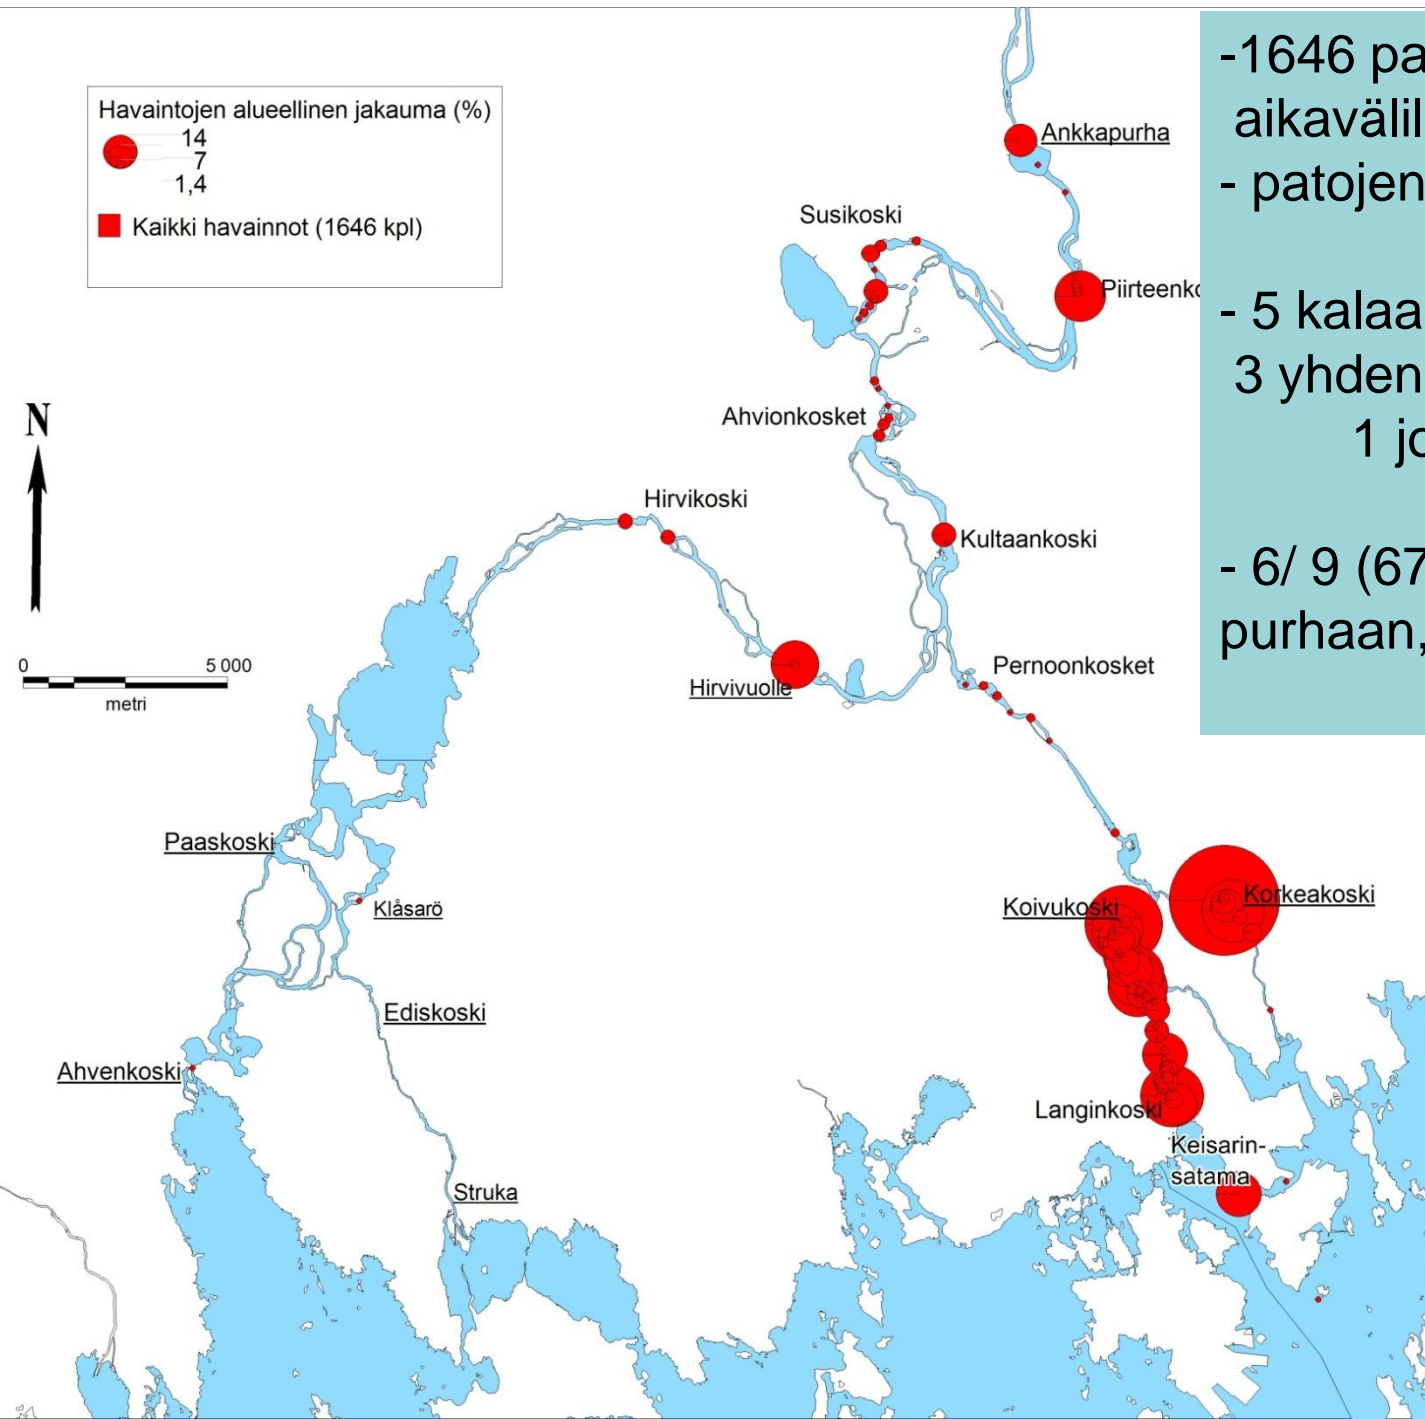 Havaintojen alueellinen jakauma (%)
14
7
1,4
Kaikki havainnot (1646 kpl)
-1646 pa
aikavälil
- patojen
- 5 kalaa
3 yhden
1 jo
- 6/ 9 (67
purhaan,
Ankkapurha
Susikoski
Piirteenko
Ahvionkosket
N
Hirvikoski
Kultaankoski
0 5 000
metri
Hirvivuolle
Pernoonkosket
Paaskoski
Klåsarö
Koivukoski
Korkeakoski
Ediskoski
Ahvenkoski
Langinkoski
Keisarin-
satama
Struka